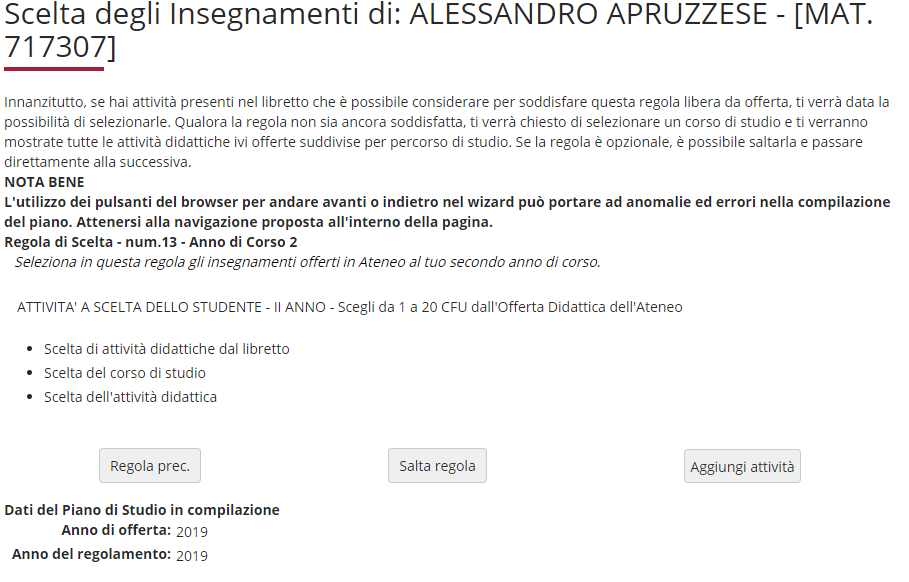 Scelta degli Insegnamenti di: ALESSANDRO APRUZZESE - [MAT.
717307]
Innanzitutto, se hai attività presenti nel libretto che è possibile considerare per soddisfare questa regola libera da offerta, ti verrà data la
possibilità di selezionarle. Qualora la regola non sia ancora soddisfatta, ti verrà chiesto di selezionare un corso di studio e ti verranno
mostrate tutte le attività didattiche ivi offerte suddivise per percorso di studio. Se la regola è opzionale, è possibile saltarla e passare
direttamente alla successiva.
NOTA BENE
L'utilizzo dei pulsanti del browser per andare avanti o indietro nel wizard può portare ad anomalie ed errori nella compilazione
del piano. Attenersi alla navigazione proposta all'interno della pagina.
Regola di Scelta - num.13 - Anno di Corso 2
Seleziona in questa regola gli insegnamenti offerti in Ateneo al tuo secondo anno di corso.
ATTIVITA' A SCELTA DELLO STUDENTE - II ANNO - Scegli da 1 a 20 CFU dall'Offerta Didattica dell'Ateneo
• Scelta di attività didattiche dal libretto
• Scelta del corso di studio
• Scelta dell'attività didattica
Regola prec. Salta regola Aggiungi attività
Dati del Piano di Studio in compilazione
Anno di offerta: 2019
Anno del regolamento: 2019